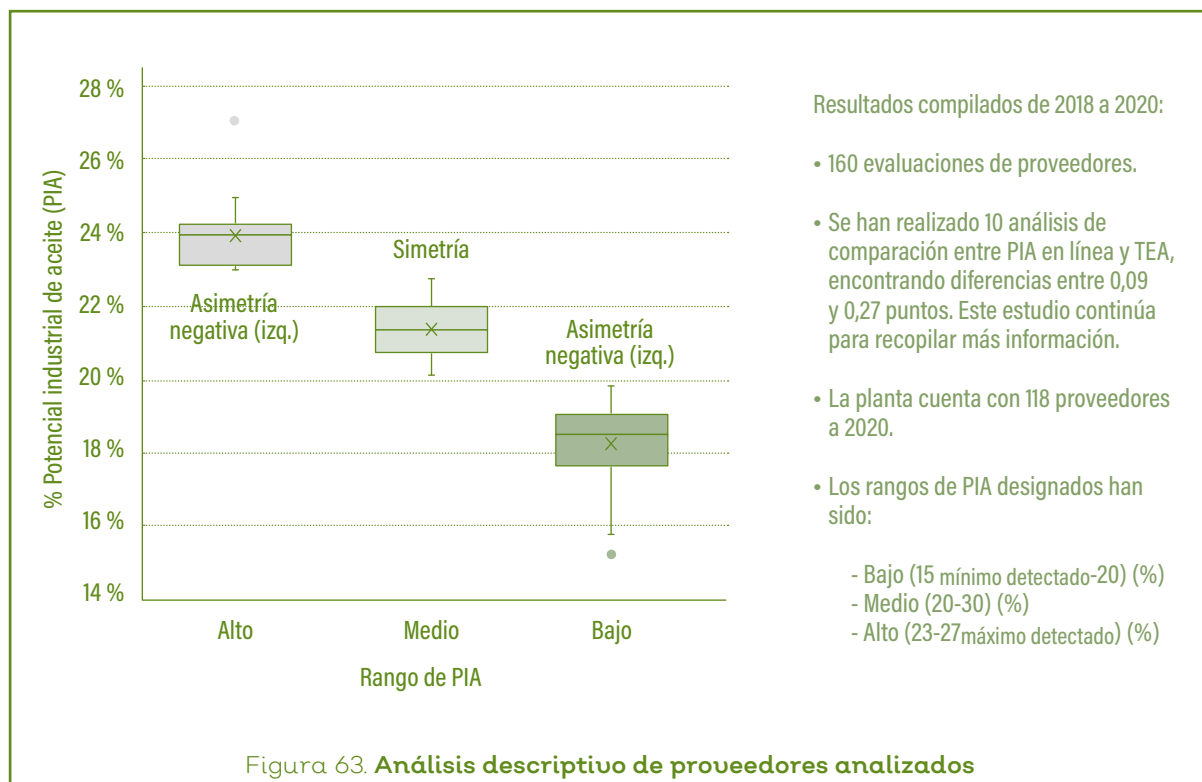 28 %
26 %
24 %
22 %
20 %
18 %
16 %
14 %
% Potencial industrial de aceite (PIA)
Asimetría
negativa (izq.)
Simetría
Asimetría
negativa (izq.)
Alto
Medio
Bajo
Rango de PIA
Resultados compilados de 2018 a 2020:
• 160 evaluaciones de proveedores.
• Se han realizado 10 análisis de
comparación entre PIA en línea y TEA,
encontrando diferencias entre 0,09
y 0,27 puntos. Este estudio continúa
para recopilar más información.
• La planta cuenta con 118 proveedores
a 2020.
• Los rangos de PIA designados han
sido:
- Bajo (15 mínimo detectado-20) (%)
- Medio (20-30) (%)
- Alto (23-27máximo detectado) (%)
Figura 63. Análisis descriptivo de proveedores analizados